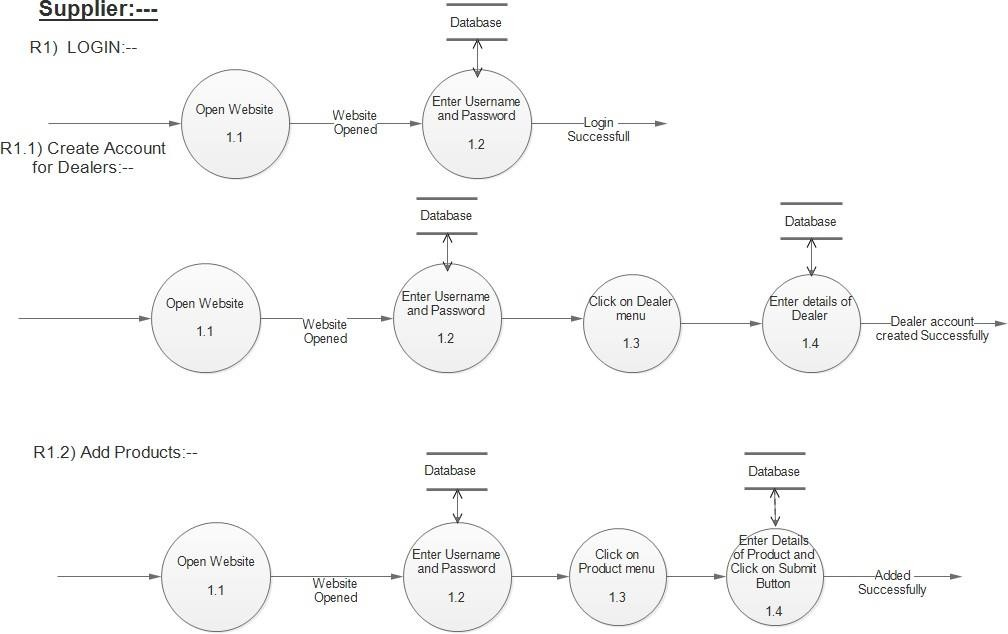 Supplier:---
R1)  LOGIN:--
Database
Open Website
1.1
Website
Opened
Enter Username
and Password
1.2
Login
Successfull
R1.1) Create Account
for Dealers:--
Database
Database
Open Website
1.1
Website
Opened
Enter Username
and Password
1.2
Click on Dealer
menu
1.3
Enter details of
Dealer
1.4
Dealer account
created Successfully
R1.2) Add Products:--
Database
Database
Open Website
1.1
Website
Opened
Enter Username
and Password
1.2
Click on
Product menu
1.3
Enter Details
of Product and
Click on Submit
Button
1.4
Added
Successfully